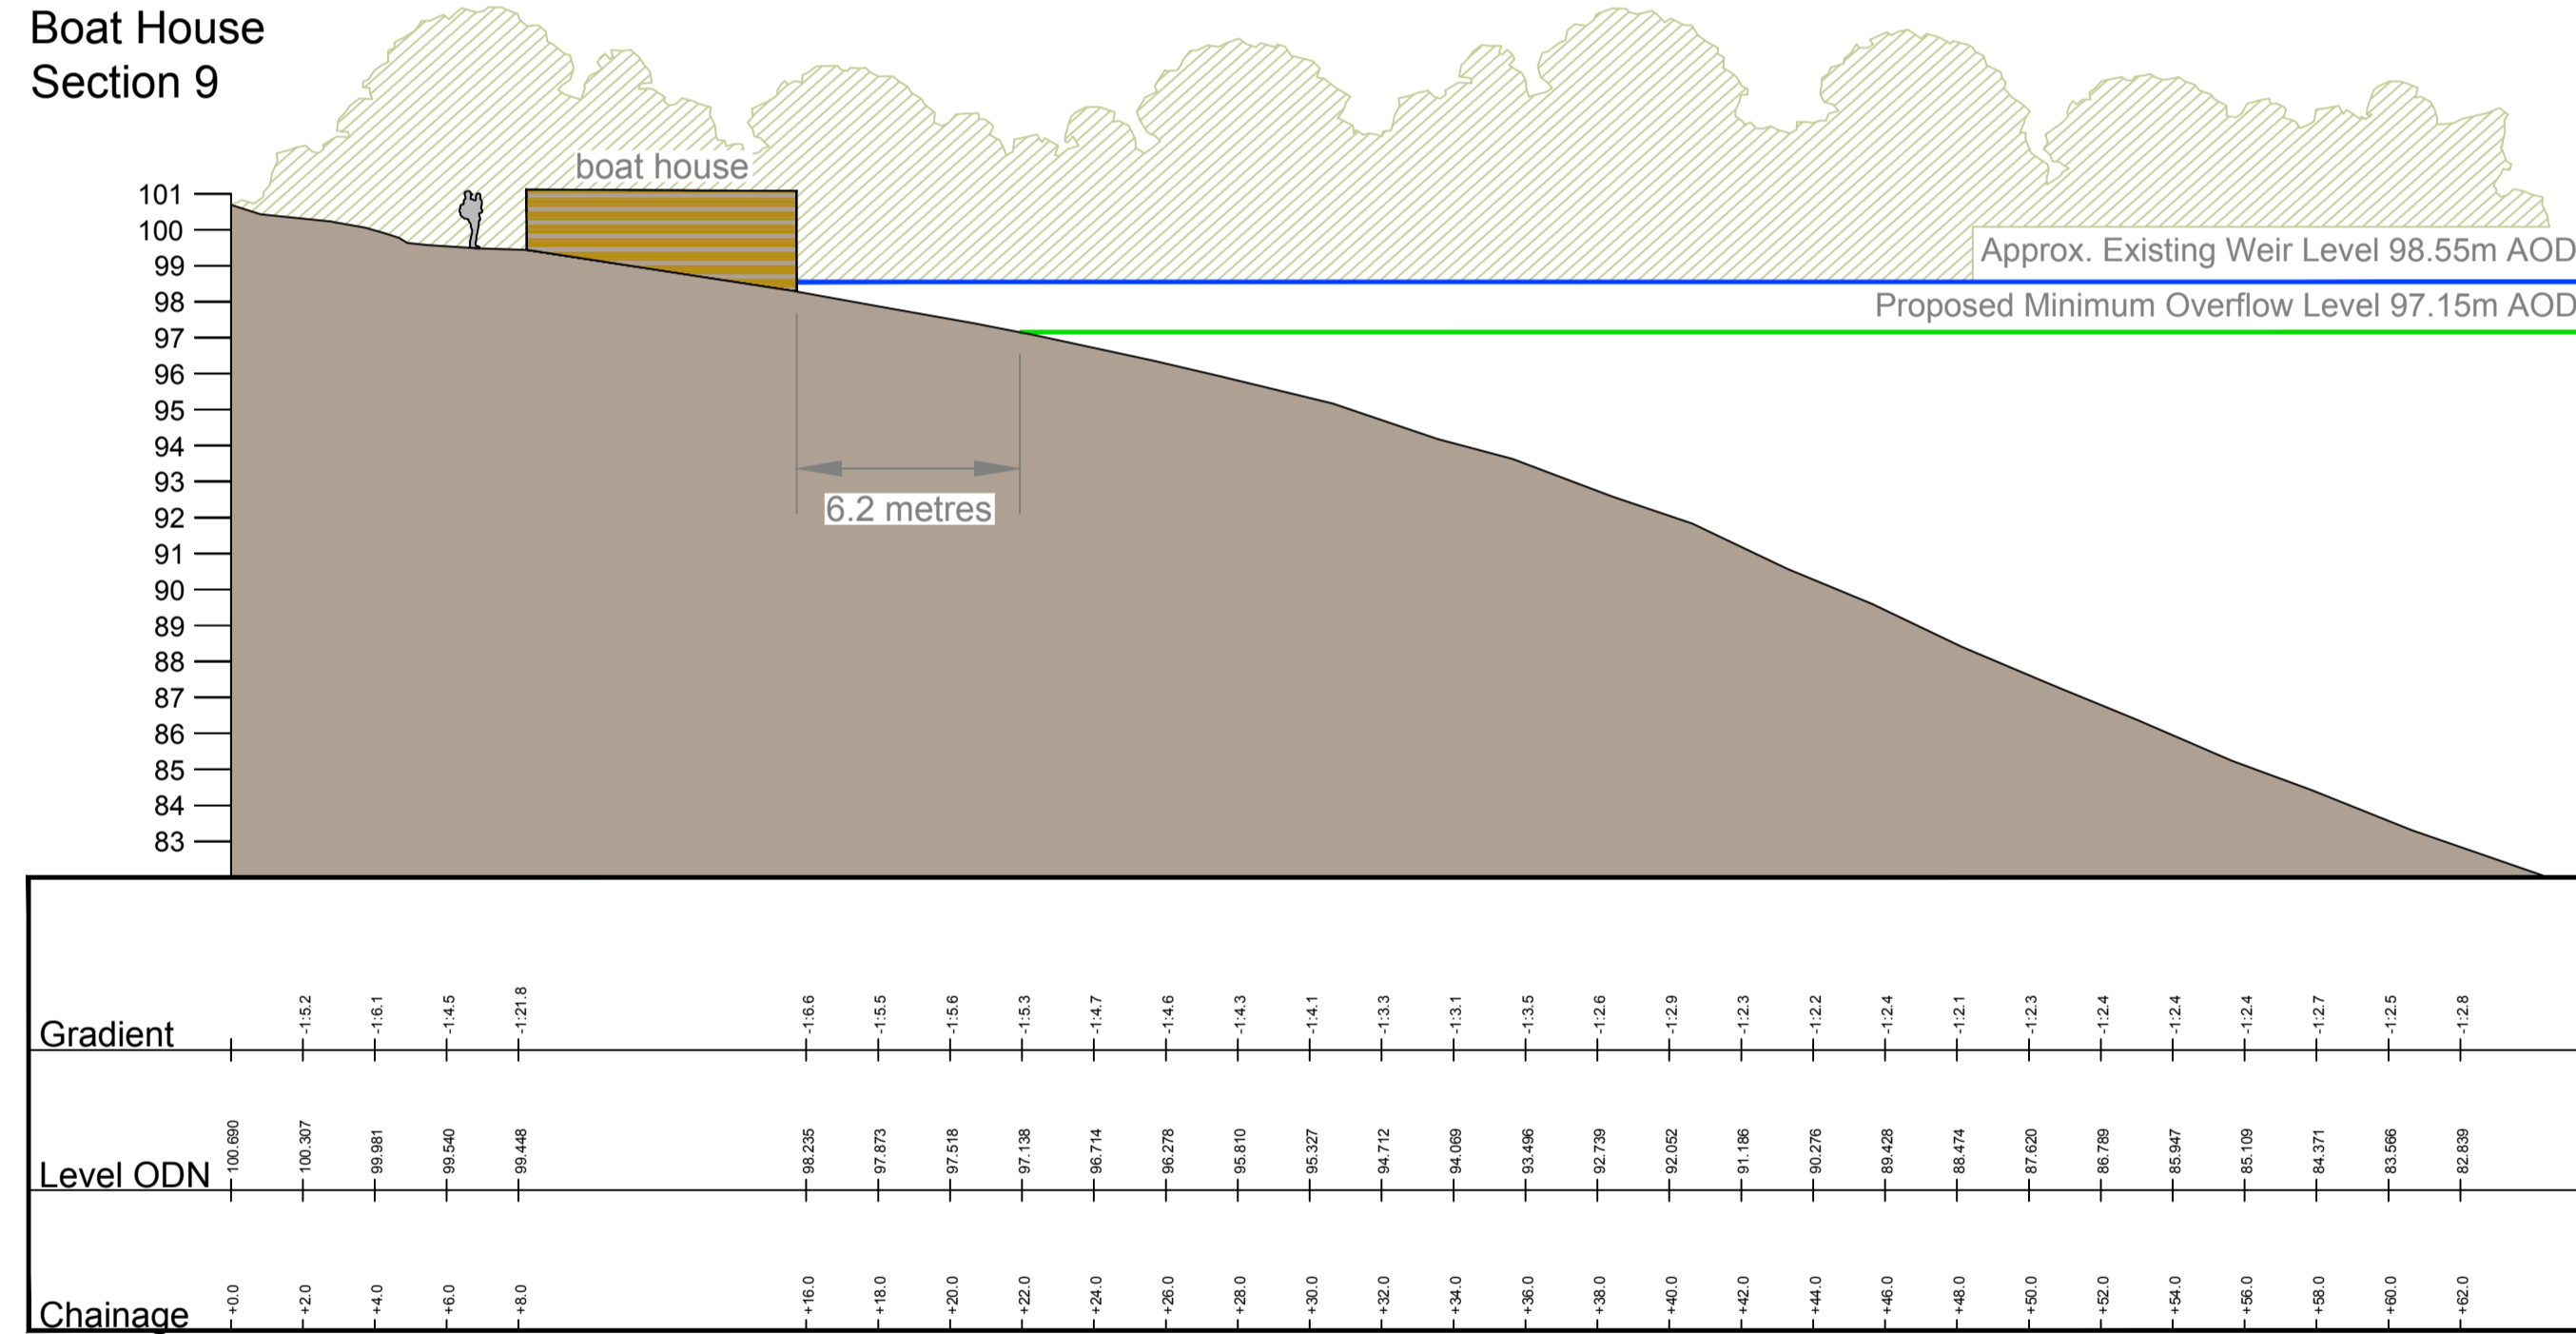 Boat House
Section 9
boat house
101
100
99
98
97
96
95
94
93
92
91
90
89
88
87
86
85
84
83
Approx. Existing Weir Level 98.55m AOD
Proposed Minimum Overflow Level 97.15m AOD
6.2 metres
Gradient -1:5.2 -1:6.1 -1:4.5 -1:21.8 -1:6.6 -1:5.5 -1:5.6 -1:5.3 -1:4.7 -1:4.6 -1:4.3 -1:4.1 -1:3.3 -1:3.1 -1:3.5 -1:2.6 -1:2.9 -1:2.3 -1:2.2 -1:2.4 -1:2.1 -1:2.3 -1:2.4 -1:2.4 -1:2.4 -1:2.7 -1:2.5 -1:2.8
Level ODN 100.690 100.307 99.981 99.540 99.448 98.235 97.873 97.518 97.138 96.714 96.278 95.810 95.327 94.712 94.069 93.496 92.739 92.052 91.186 90.276 89.428 88.474 87.620 86.789 85.947 85.109 84.371 83.566 82.839
Chainage +0.0 +2.0 +4.0 +6.0 +8.0 +16.0 +18.0 +20.0 +22.0 +24.0 +26.0 +28.0 +30.0 +32.0 +34.0 +36.0 +38.0 +40.0 +42.0 +44.0 +46.0 +48.0 +50.0 +52.0 +54.0 +56.0 +58.0 +60.0 +62.0